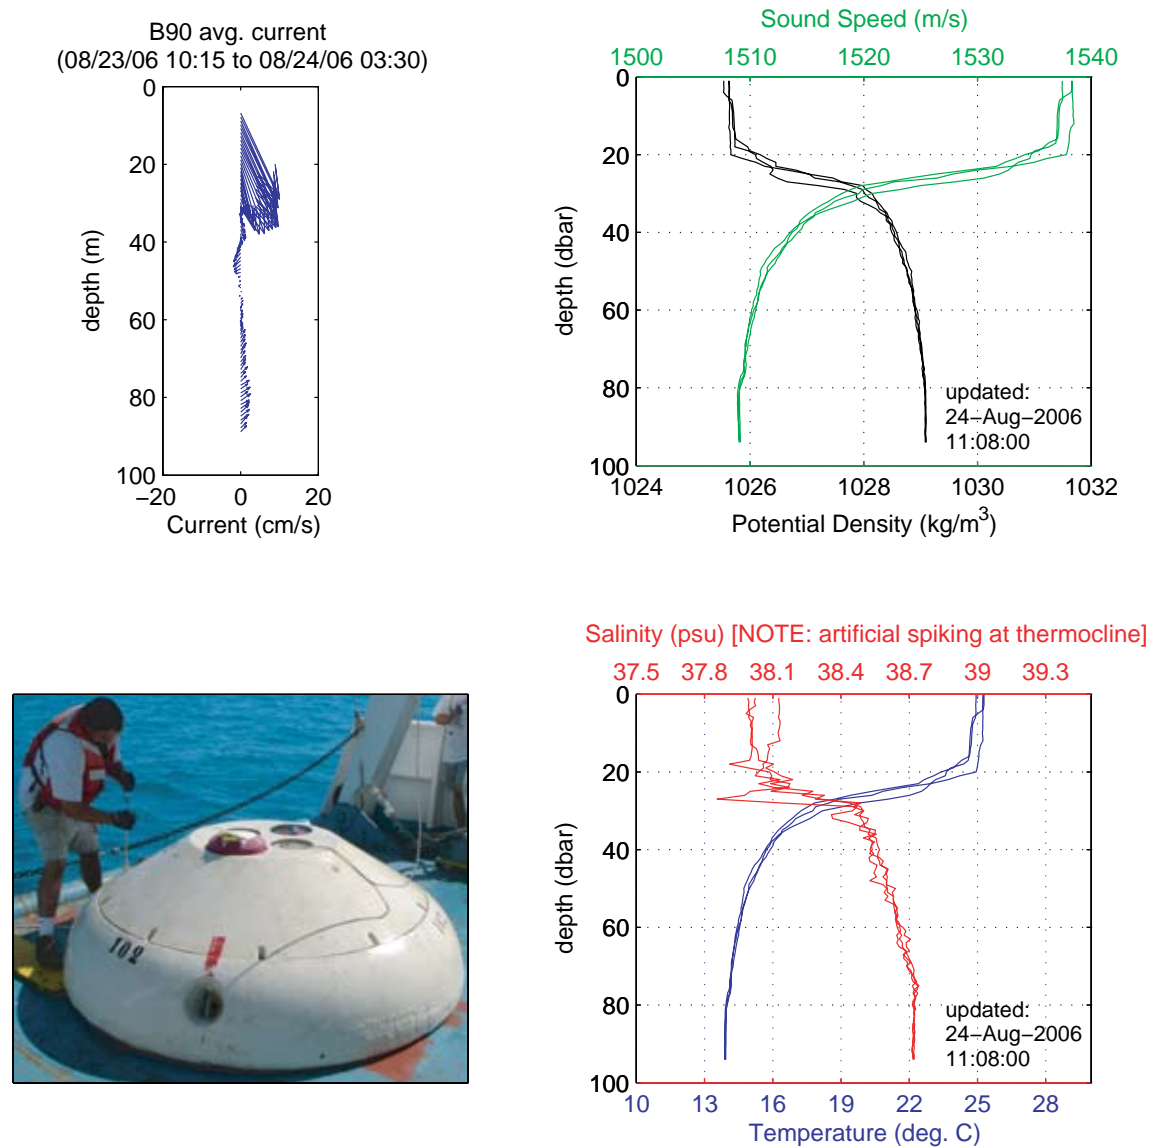 B90 avg. current
(08/23/06 10:15 to 08/24/06 03:30)
0
20
40
60
80
100
depth (m)
−20 0 20
Current (cm/s)
Sound Speed (m/s)
1500 1510 1520 1530 1540
0
20
40
60
80
100
depth (dbar)
updated:
24−Aug−2006
11:08:00
1024 1026 1028 1030 1032
Potential Density (kg/m3)
102
Salinity (psu) [NOTE: artificial spiking at thermocline]
37.5 37.8 38.1 38.4 38.7 39 39.3
0
20
40
60
80
100
depth (dbar)
updated:
24−Aug−2006
11:08:00
10 13 16 19 22 25 28
Temperature (deg. C)